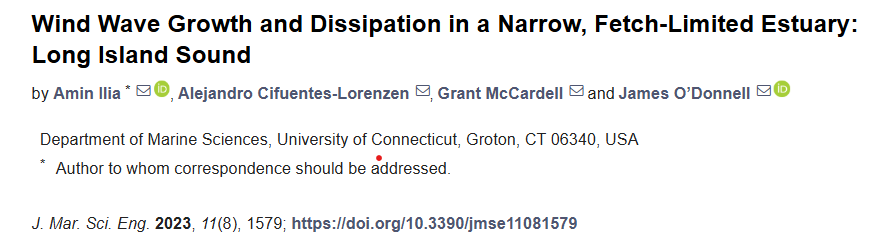 Wind Wave Growth and Dissipation in a Narrow, Fetch-Limited Estuary:
Long Island Sound
by Amin Ilia * iD, Alejandro Cifuentes-Lorenzen, Grant McCardell and James O’Donnell iD
Department of Marine Sciences, University of Connecticut, Groton, CT 06340, USA
* Author to whom correspondence should be addressed.
J. Mar. Sci. Eng. 2023, 11(8), 1579; https://doi.org/10.3390/jmse11081579